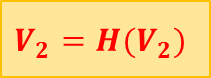 V₂ = H(V₂)